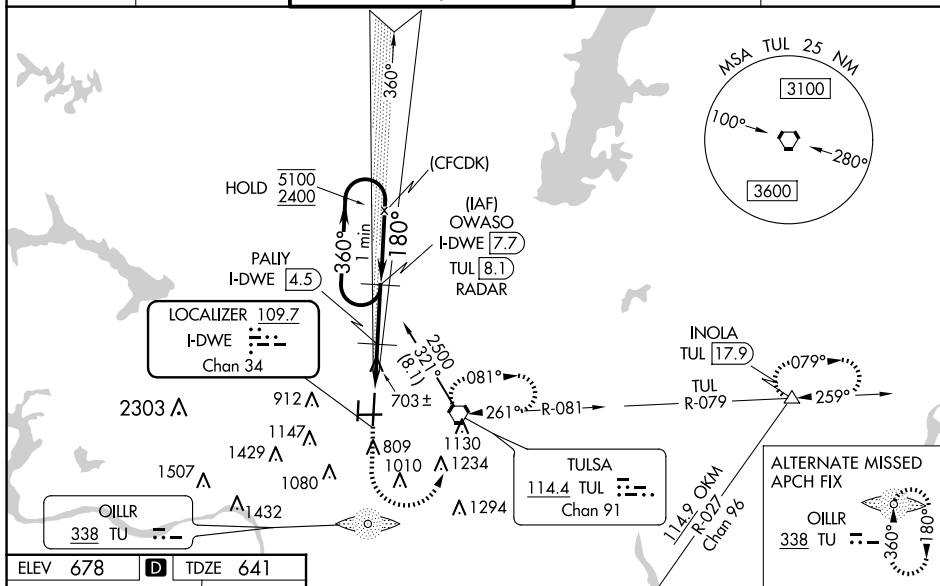 MSA TUL 25 NM
3100
100°
280°
3600
360°
(CFCDK)
HOLD 5100
2400
360°
1 min
180°
(IAF)
OWASO
I-DWE 7.7
TUL 8.1
RADAR
PALIY
I-DWE 4.5
LOCALIZER 109.7
I-DWE
Chan 34
2500
321°
(8.1)
INOLA
TUL 17.9
079°
081°
TUL
R-079
259°
261°
R-081
703±
2303
912
1147
1429
1080
1507
1432
809
1010
1130
1234
1294
TULSA
114.4 TUL
Chan 91
114.9 OKM
R-027
Chan 96
ALTERNATE MISSED
APCH FIX
OILLR
338 TU
360°
180°
OILLR
338 TU
ELEV 678 D TDZE 641